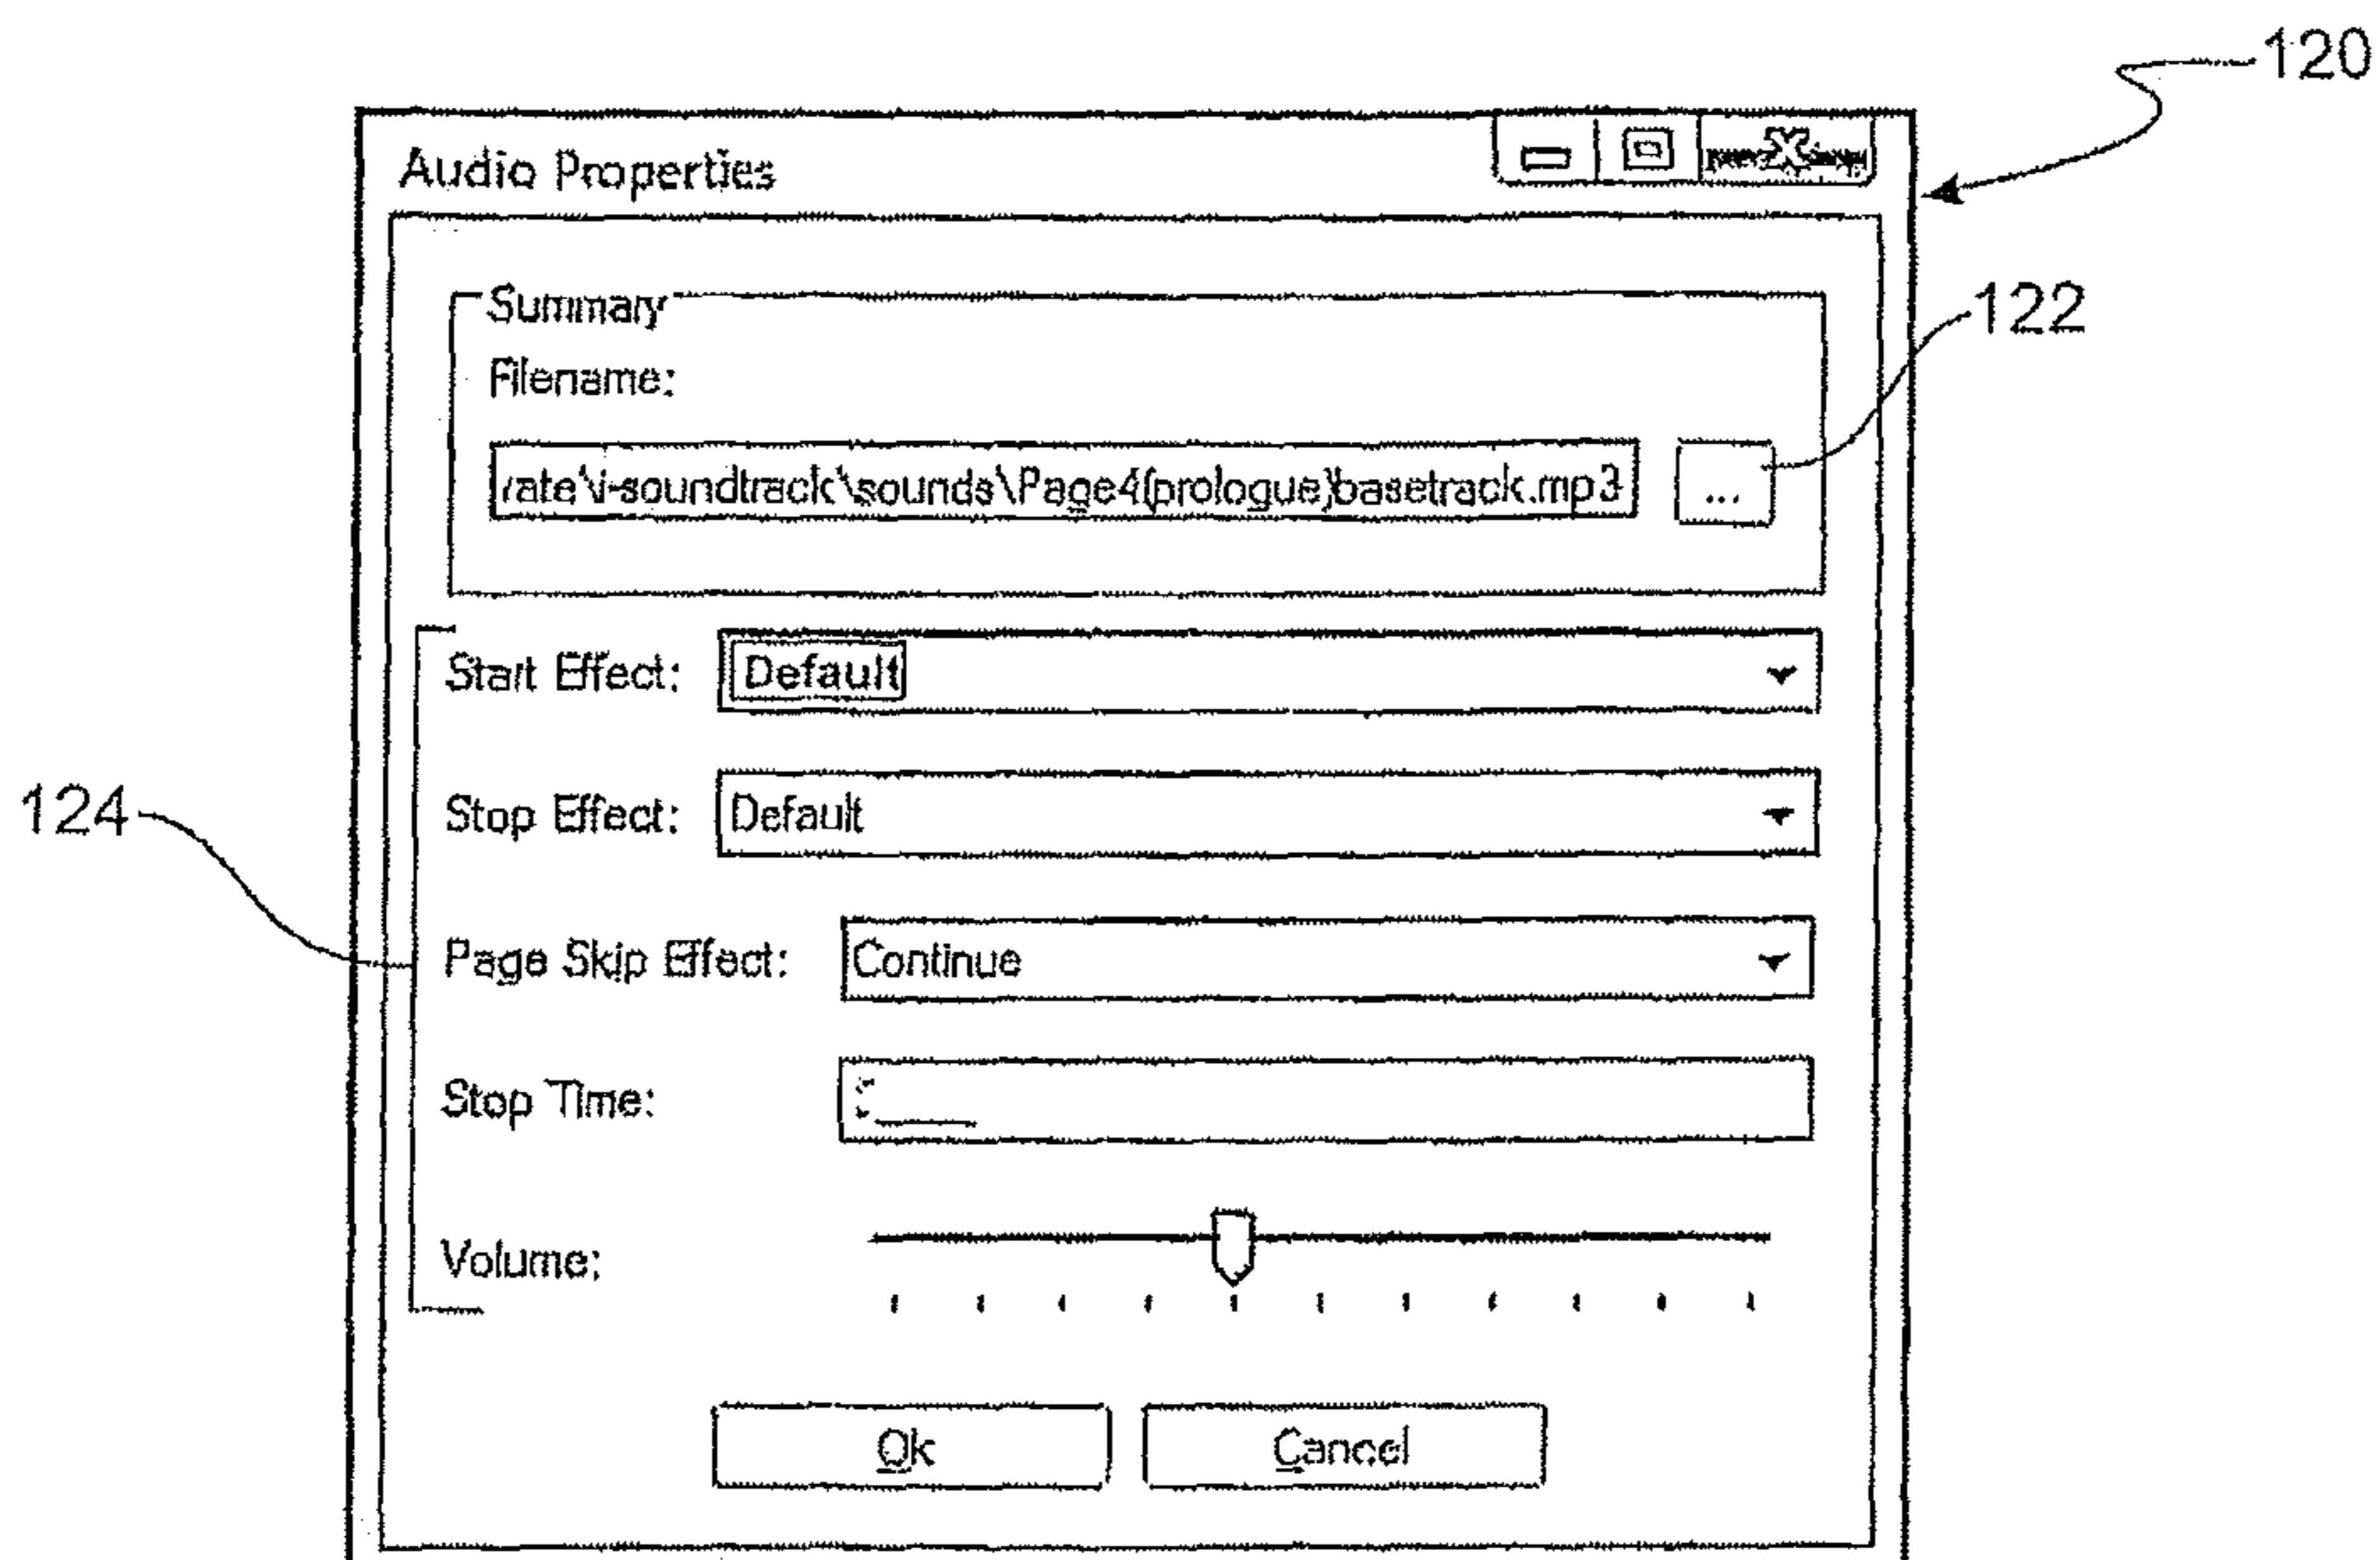 120
Audio Properties
Summary
122
Filename:
rate\i-soundtrack\sounds\Page4(prologue)basetrack.mp3 ...
Start Effect: Default
Stop Effect: Default
124
Page Skip Effect: Continue
Stop Time:
Volume:
Ok Cancel